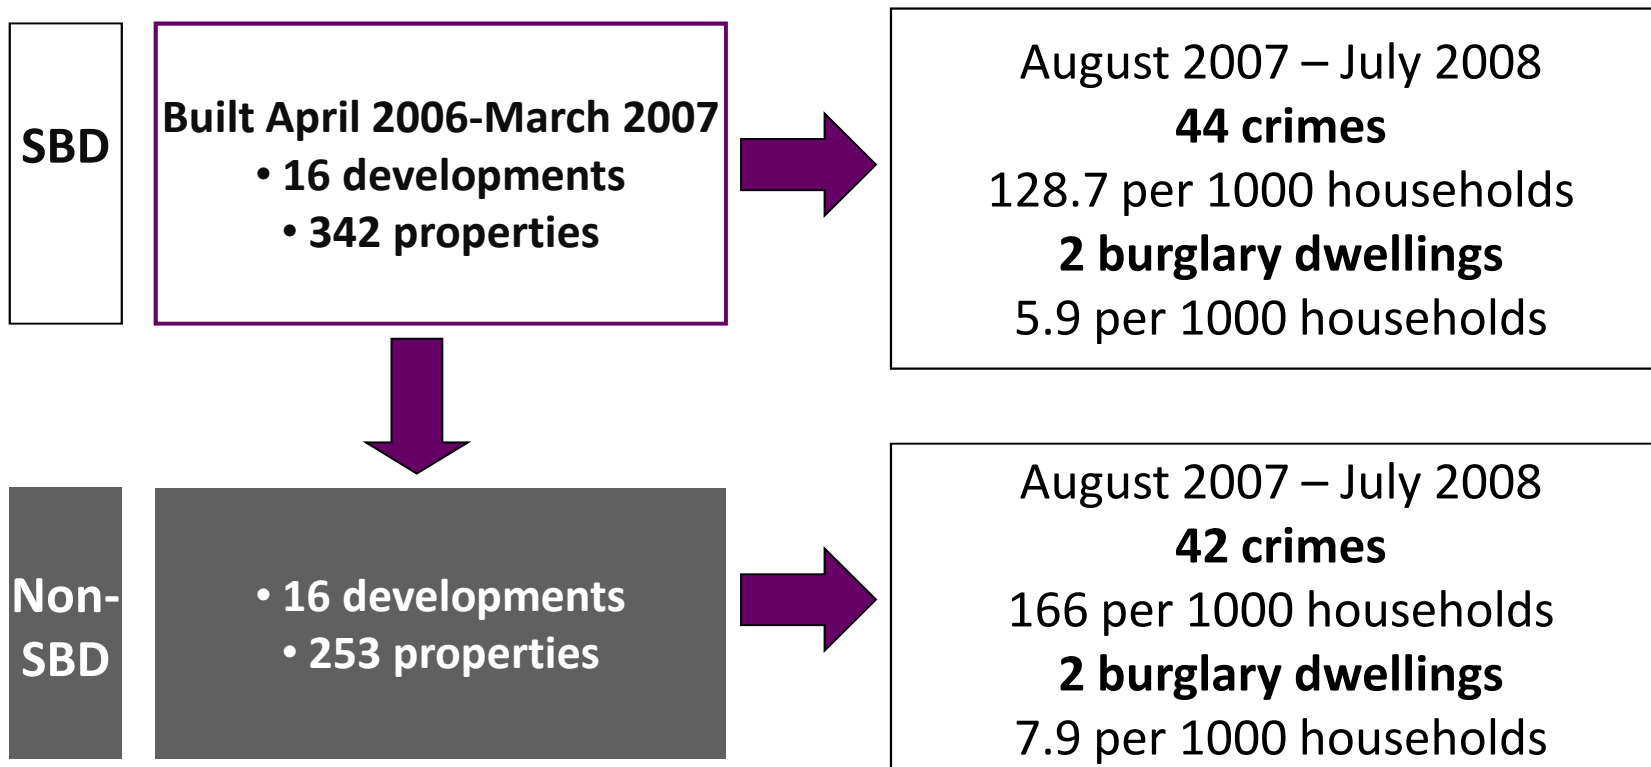 SBD
Built April 2006-March 2007
• 16 developments
• 342 properties
August 2007 – July 2008
44 crimes
128.7 per 1000 households
2 burglary dwellings
5.9 per 1000 households
Non-
SBD
• 16 developments
• 253 properties
August 2007 – July 2008
42 crimes
166 per 1000 households
2 burglary dwellings
7.9 per 1000 households